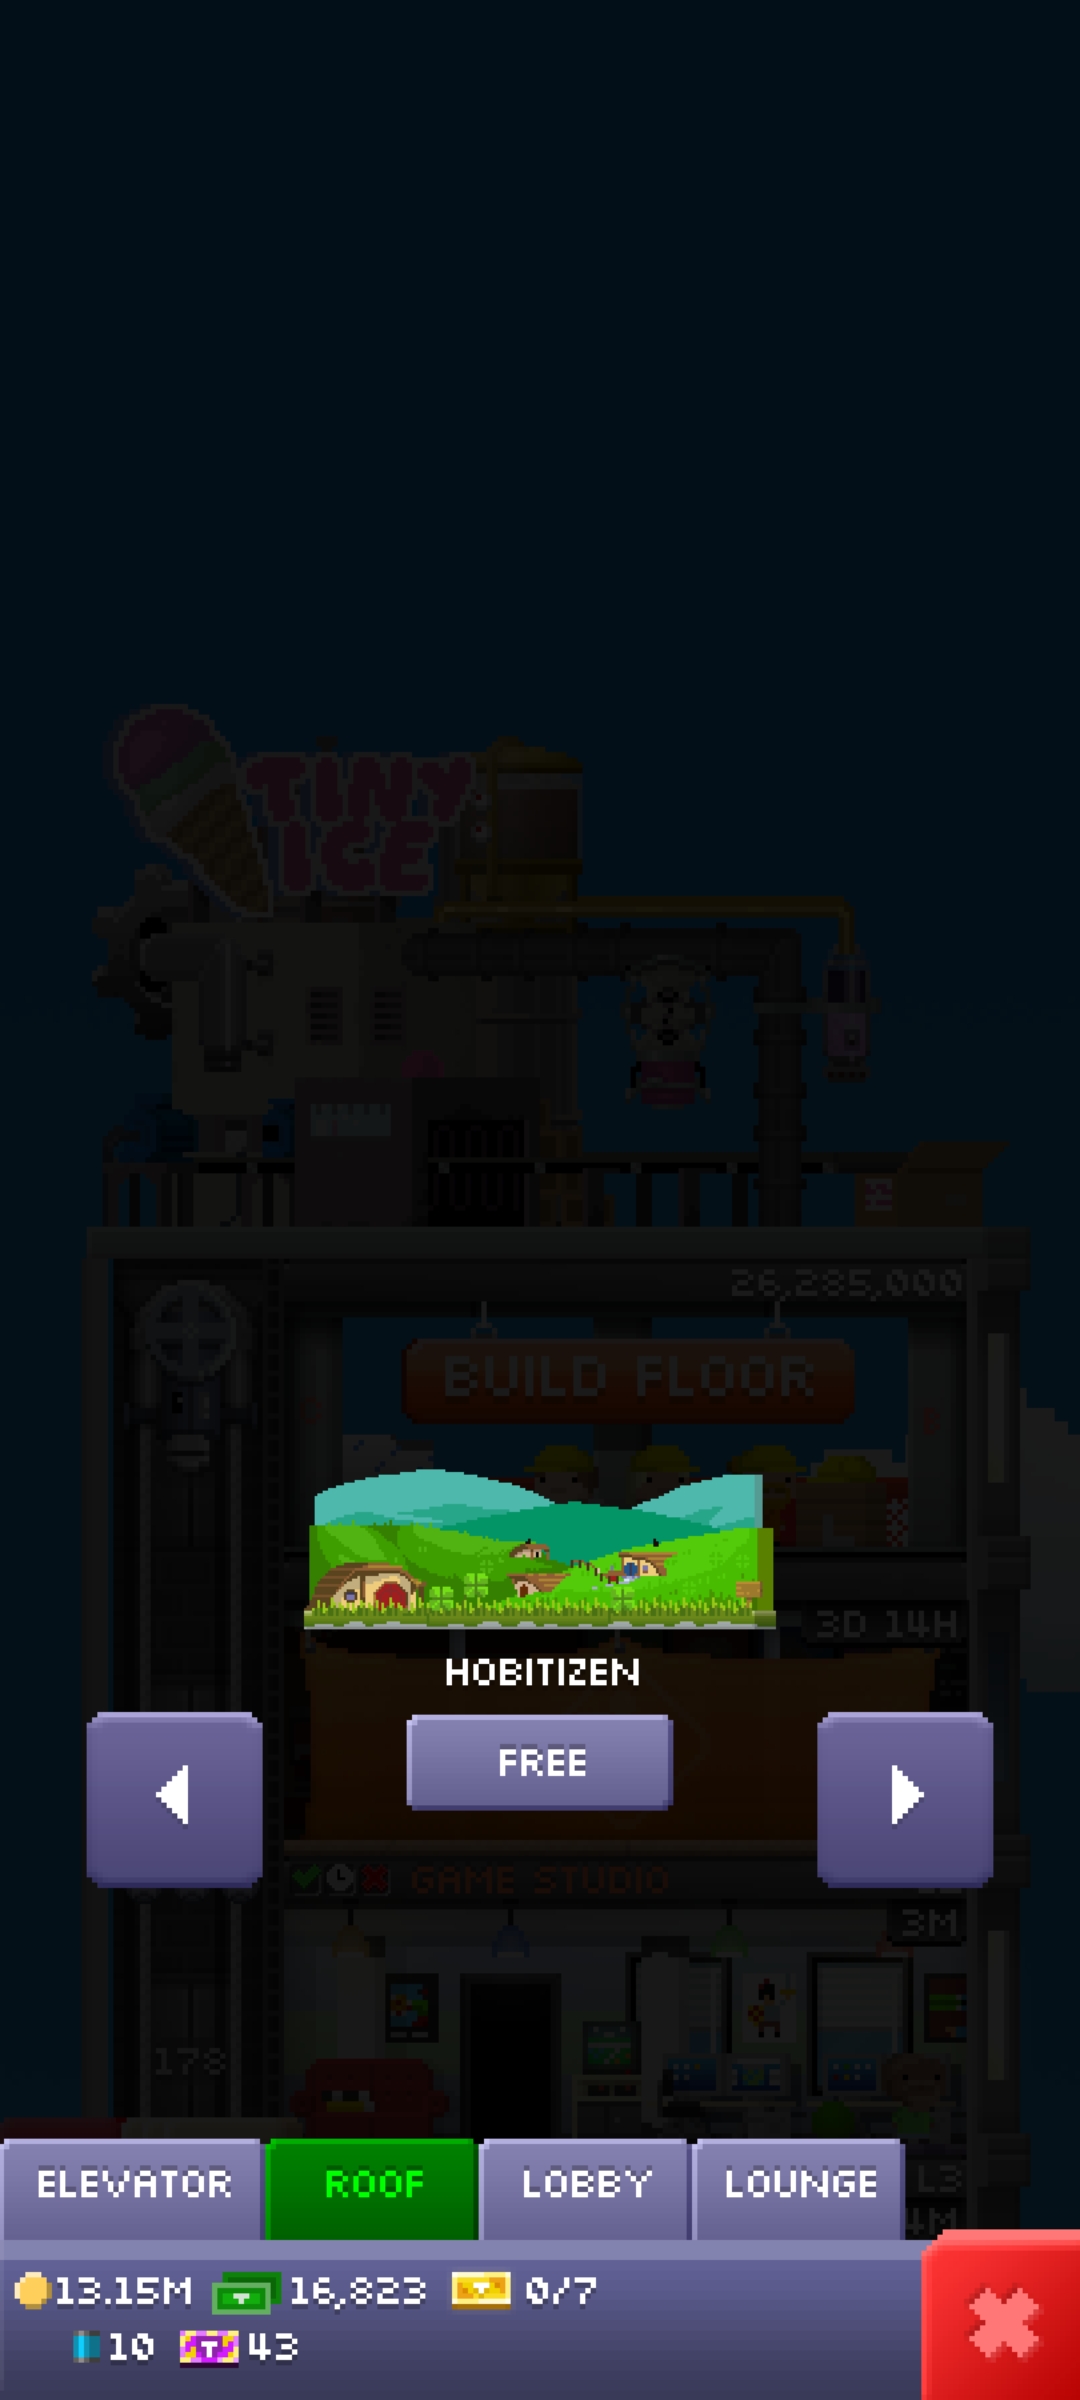 TINY
ICE
26,285,000
BUILD FLOOR
3D 14H
HOBITIZEN
FREE
GAME STUDIO
3M
178
ELEVATOR
ROOF
LOBBY
LOUNGE
L3
4M
13.15M
16,823
0/7
10
43